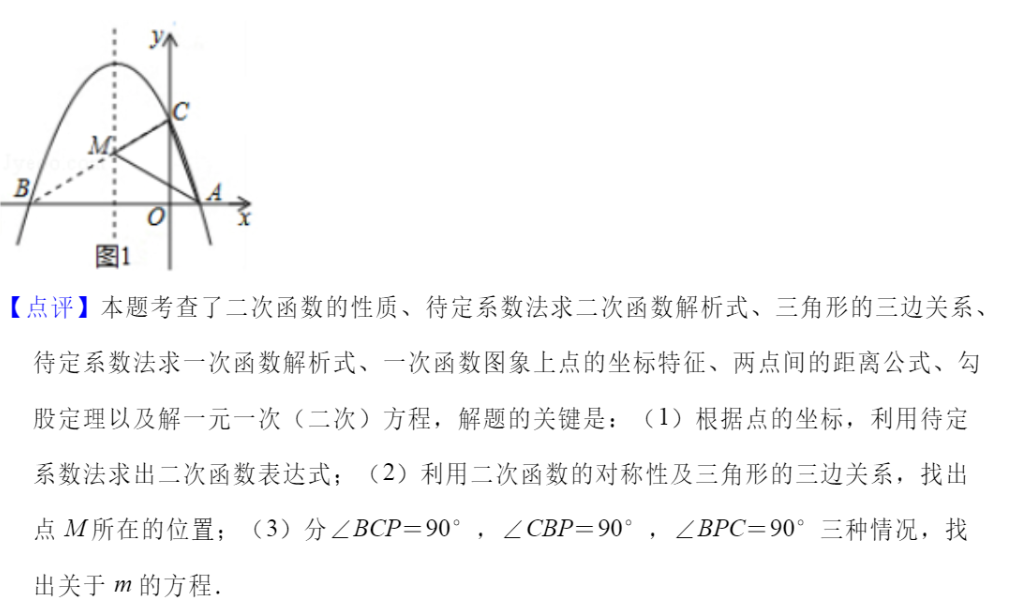 y
C
M
B
A
O
x
图1
【点评】本题考查了二次函数的性质、待定系数法求二次函数解析式、三角形的三边关系、
待定系数法求一次函数解析式、一次函数图象上点的坐标特征、两点间的距离公式、勾
股定理以及解一元一次（二次）方程，解题的关键是：（1）根据点的坐标，利用待定
系数法求出二次函数表达式；（2）利用二次函数的对称性及三角形的三边关系，找出
点 M 所在的位置；（3）分∠BCP＝90°，∠CBP＝90°，∠BPC＝90°三种情况，找
出关于 m 的方程．